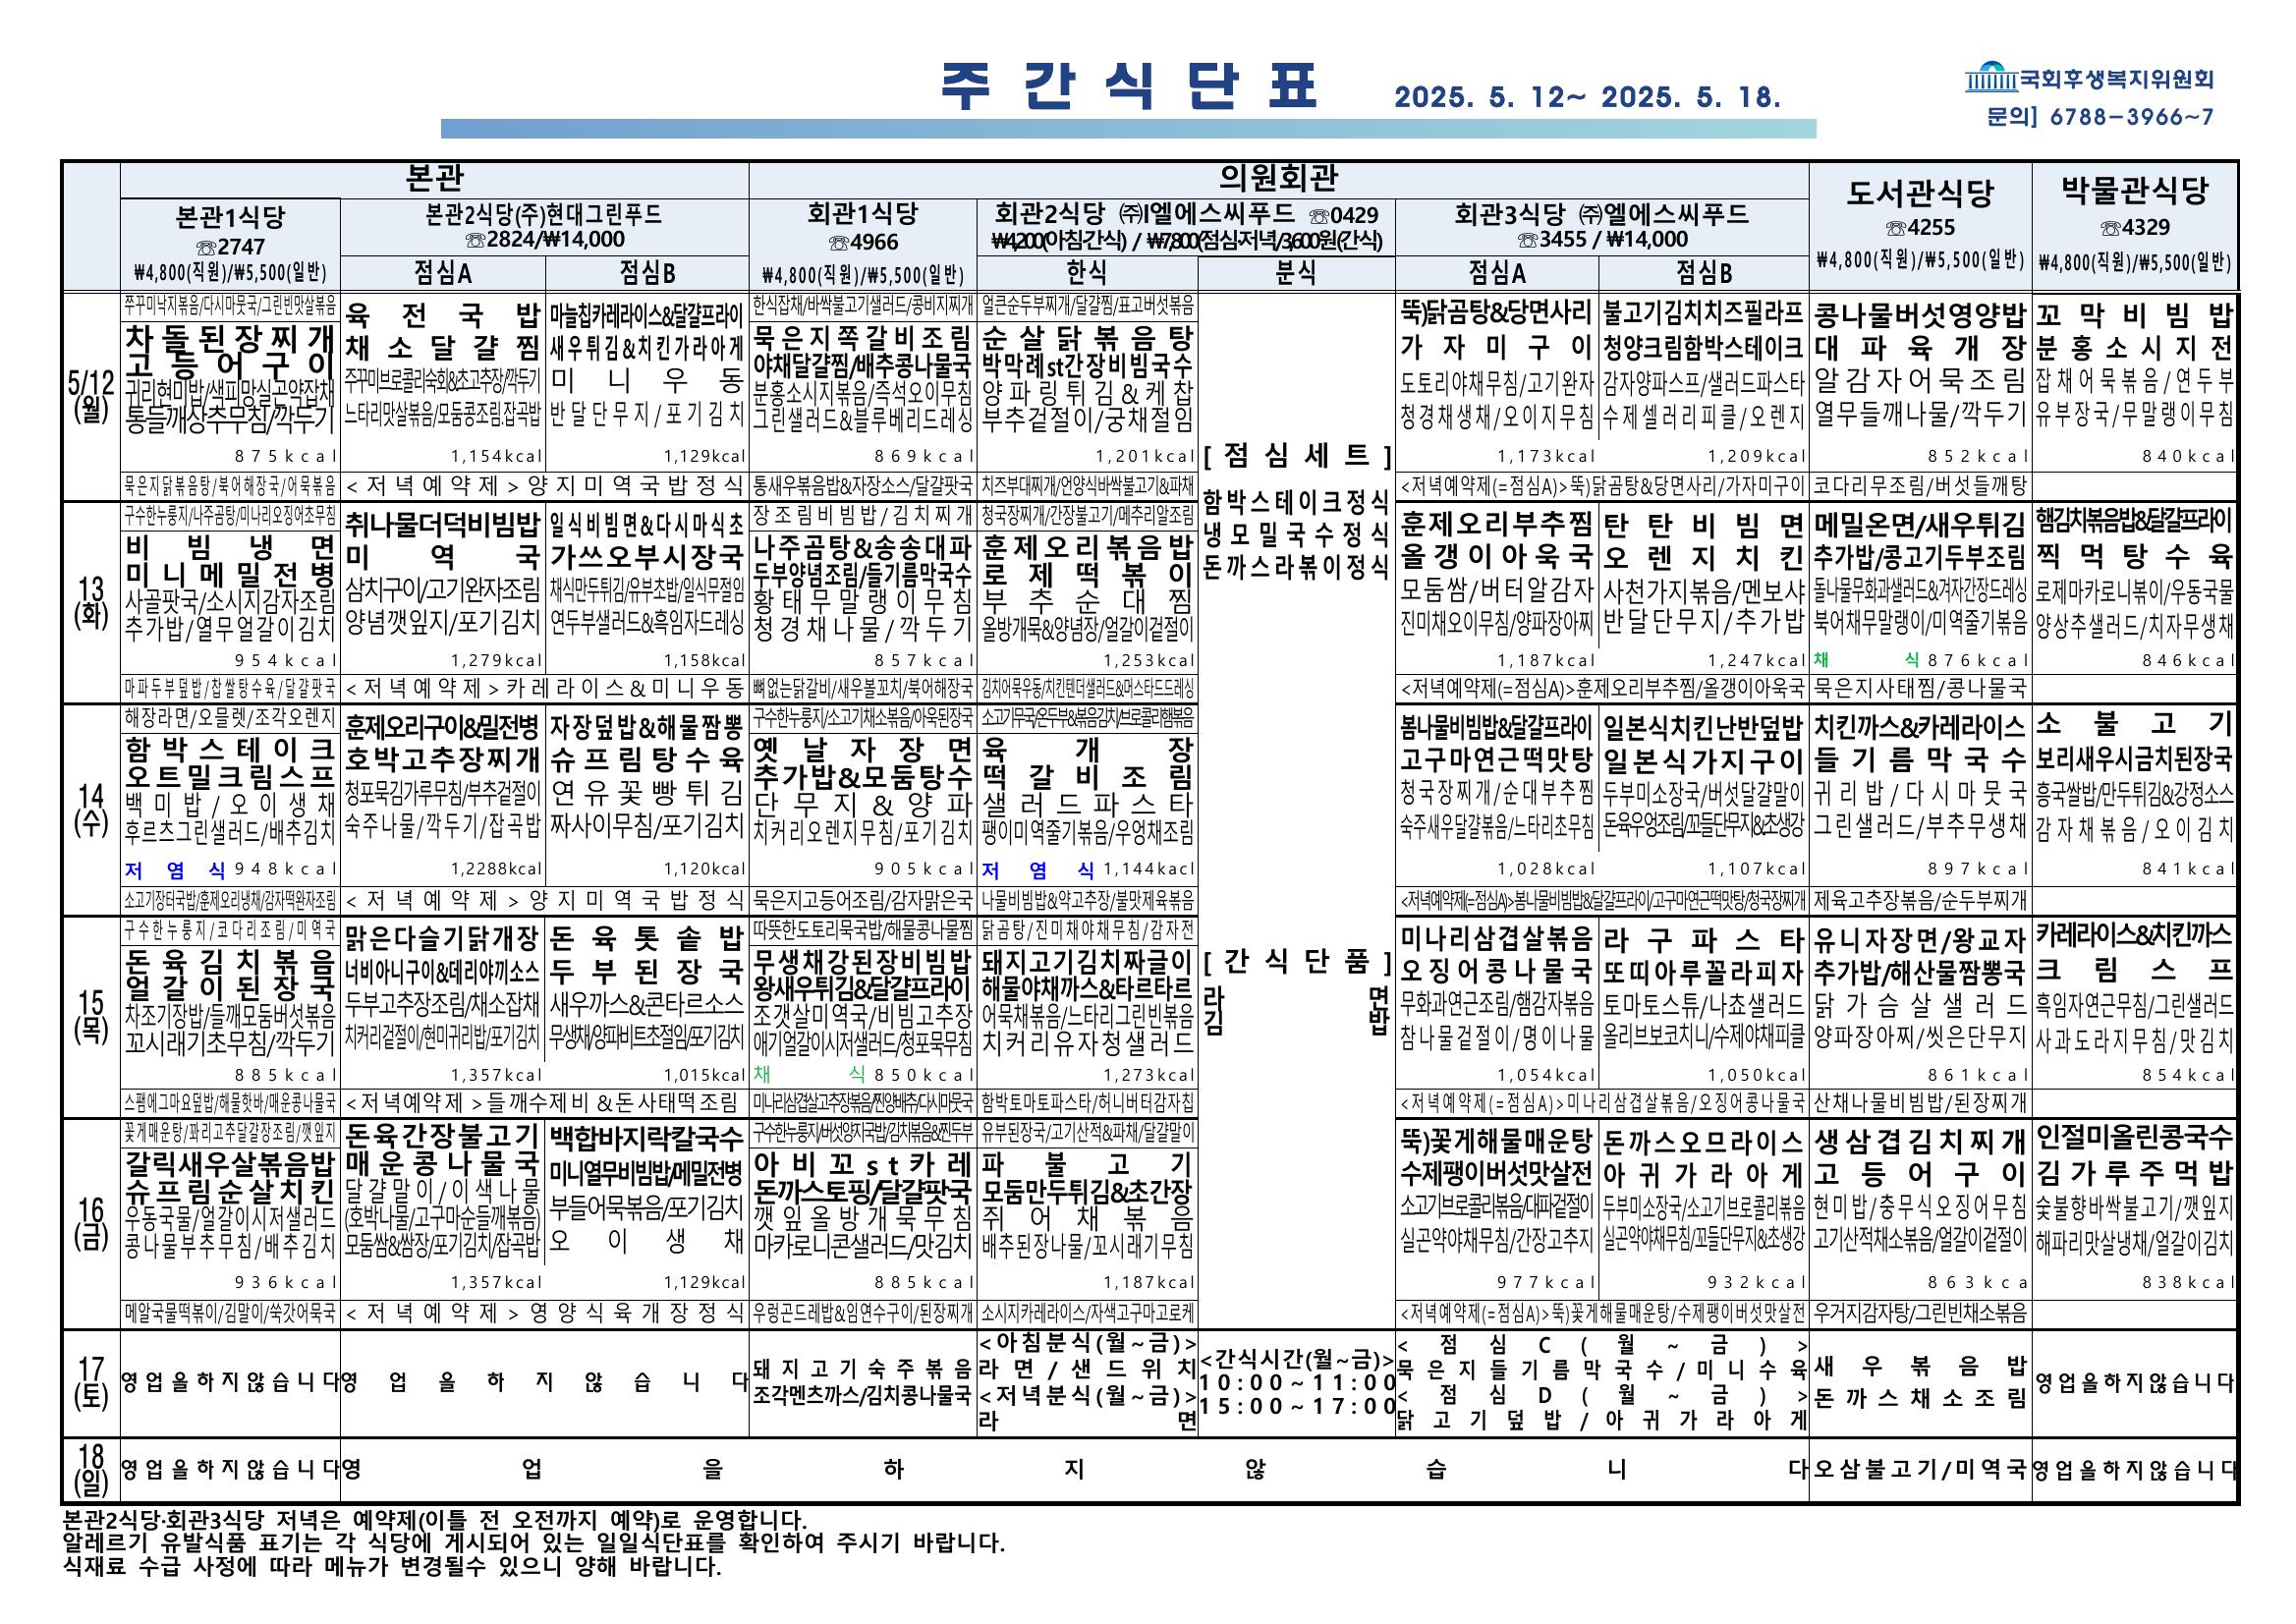 주간식단표 2025. 5. 12~ 2025. 5. 18.
국회후생복지위원회
문의] 6788-3966~7
본관
의원회관
도서관식당
☏4255
₩4,800(직원)/₩5,500(일반)
박물관식당
☏4329
₩4,800(직원)/₩5,500(일반)
본관1식당
☏2747
₩4,800(직원)/₩5,500(일반)
본관2식당(주)현대그린푸드
☏2824/₩14,000
점심A
점심B
회관1식당
☏4966
₩4,800(직원)/₩5,500(일반)
회관2식당 ㈜엘에스씨푸드 ☏0429
₩4,200(아침·간식) / ₩7,800(점심·저녁/3,600원(간식)
한식
분식
회관3식당 ㈜엘에스씨푸드
☏3455 / ₩14,000
점심A
점심B
5/12
(월)
쭈꾸미낙지볶음/다시마뭇국/그린빈맛살볶음
차돌된장찌개
고등어구이
귀리현미밥/색피망실곤약잡채
통들깨상추무침/깍두기
875kcal
묵은지닭볶음탕/북어해장국/어묵볶음
육전국밥
채소달걀찜
쭈꾸미브로콜리숙회&초고추장/깍두기
느타리맛살볶음/모둠콩조림.잡곡밥
1,154kcal
마늘칩카레라이스&달걀프라이
새우튀김&치킨가라아게
미니우동
반달단무지/포기김치
1,129kcal
<저녁예약제>양지미역국밥정식
한식잡채/바싹불고기샐러드/콩비지찌개
묵은지쪽갈비조림
야채달걀찜/배추콩나물국
분홍소시지볶음/즉석오이무침
그린샐러드&블루베리드레싱
869kcal
통새우볶음밥&자장소스/달걀팟국
얼큰순두부찌개/달걀찜/표고버섯볶음
순살닭볶음탕
박막례st간장비빔국수
양파링튀김&케찹
부추겉절이/궁채절임
1,201kcal
치즈부대찌개/언양식바싹불고기&파채
뚝)닭곰탕&당면사리
가자미구이
도토리야채무침/고기완자
청경채생채/오이지무침
1,173kcal
불고기김치치즈필라프
청양크림함박스테이크
감자양파스프/샐러드파스타
수제셀러리피클/오렌지
1,209kcal
<저녁예약제(=점심A)>뚝)닭곰탕&당면사리/가자미구이
콩나물버섯영양밥
대파육개장
알감자어묵조림
열무들깨나물/깍두기
852kcal
코다리무조림/버섯들깨탕
꼬막비빔밥
분홍소시지전
잡채어묵볶음/연두부
유부장국/무말랭이무침
840kcal
[점심세트]
함박스테이크정식
냉모밀국수정식
돈까스라볶이정식
13
(화)
구수한누룽지/나주곰탕/미나리오징어초무침
비빔냉면
미니메밀전병
사골팟국/소시지감자조림
추가밥/열무얼갈이김치
954kcal
마파두부덮밥/찹쌀탕수육/달걀팟국
취나물더덕비빔밥
미역국
삼치구이/고기완자조림
양념깻잎지/포기김치
1,279kcal
일식비빔면&다시마식초
가쓰오부시장국
채식만두튀김/유부초밥/일식무절임
연두부샐러드&흑임자드레싱
1,158kcal
<저녁예약제>카레라이스&미니우동
장조림비빔밥/김치찌개
나주곰탕&송송대파
두부양념조림/들기름막국수
황태무말랭이무침
청경채나물/깍두기
857kcal
뼈없는닭갈비/새우볼꼬치/북어해장국
청국장찌개/간장불고기/메추리알조림
훈제오리볶음밥
로제떡볶이
부추순대찜
올방개묵&양념장/얼갈이겉절이
1,253kcal
김치어묵우동/치킨텐더샐러드&머스타드드레싱
훈제오리부추찜
올갱이아욱국
모둠쌈/버터알감자
진미채오이무침/양파장아찌
1,187kcal
탄탄비빔면
오렌지치킨
사천가지볶음/멘보샤
반달단무지/추가밥
1,247kcal
<저녁예약제(=점심A)>훈제오리부추찜/올갱이아욱국
메밀온면/새우튀김
추가밥/콩고기두부조림
돌나물무화과샐러드&겨자간장드레싱
북어채무말랭이/미역줄기볶음
채식 876kcal
묵은지사태찜/콩나물국
햄김치볶음밥&달걀프라이
찍먹탕수육
로제마카로니볶이/우동국물
양상추샐러드/치자무생채
846kcal
14
(수)
해장라면/오믈렛/조각오렌지
함박스테이크
오트밀크림스프
백미밥/오이생채
후르츠그린샐러드/배추김치
저염식 948kcal
소고기장터국밥/훈제오리냉채/감자떡완자조림
훈제오리구이&밀전병
호박고추장찌개
청포묵김가루무침/부추겉절이
숙주나물/깍두기/잡곡밥
1,2288kcal
자장덮밥&해물짬뽕
슈프림탕수육
연유꽃빵튀김
짜사이무침/포기김치
1,120kcal
<저녁예약제>양지미역국밥정식
구수한누룽지/소고기채소볶음/아욱된장국
옛날자장면
추가밥&모둠탕수
단무지&양파
치커리오렌지무침/포기김치
905kcal
묵은지고등어조림/감자맑은국
소고기무국/온두부&볶음김치/브로콜리햄볶음
육개장
떡갈비조림
샐러드파스타
팽이미역줄기볶음/우엉채조림
저염식 1,144kacl
나물비빔밥&약고추장/불맛제육볶음
봄나물비빔밥&달걀프라이
고구마연근떡맛탕
청국장찌개/순대부추찜
숙주새우달걀볶음/느타리초무침
1,028kcal
일본식치킨난반덮밥
일본식가지구이
두부미소장국/버섯달걀말이
돈육우엉조림/꼬들단무지&초생강
1,107kcal
<저녁예약제(=점심A)>봄나물비빔밥&달걀프라이/고구마연근떡맛탕/청국장찌개
치킨까스&카레라이스
들기름막국수
귀리밥/다시마뭇국
그린샐러드/부추무생채
897kcal
제육고추장볶음/순두부찌개
소불고기
보리새우시금치된장국
흥국쌀밥/만두튀김&강정소스
감자채볶음/오이김치
841kcal
15
(목)
구수한누룽지/코다리조림/미역국
돈육김치볶음
얼갈이된장국
차조기장밥/들깨모둠버섯볶음
꼬시래기초무침/깍두기
885kcal
스팸에그마요덮밥/해물핫바/매운콩나물국
맑은다슬기닭개장
너비아니구이&데리야끼소스
두부고추장조림/채소잡채
치커리겉절이/현미귀리밥/포기김치
1,357kcal
돈육톳솥밥
두부된장국
새우까스&콘타르소스
무생채/양파비트초절임/포기김치
1,015kcal
<저녁예약제>들깨수제비&돈사태떡조림
따뜻한도토리묵국밥/해물콩나물찜
무생채강된장비빔밥
왕새우튀김&달걀프라이
조갯살미역국/비빔고추장
애기얼갈이시저샐러드/청포묵무침
채식 850kcal
미나리삼겹살고추장볶음/찐양배추/다시마뭇국
닭곰탕/진미채야채무침/감자전
돼지고기김치짜글이
해물야채까스&타르타르
어묵채볶음/느타리그린빈볶음
치커리유자청샐러드
1,273kcal
함박토마토파스타/허니버터감자칩
[간식단품]
라면
김밥
미나리삼겹살볶음
오징어콩나물국
무화과연근조림/햄감자볶음
참나물겉절이/명이나물
1,054kcal
라구파스타
또띠아루꼴라피자
토마토스튜/나쵸샐러드
올리브보코치니/수제야채피클
1,050kcal
<저녁예약제(=점심A)>미나리삼겹살볶음/오징어콩나물국
유니자장면/왕교자
추가밥/해산물짬뽕국
닭가슴살샐러드
양파장아찌/씻은단무지
861kcal
산채나물비빔밥/된장찌개
카레라이스&치킨까스
크림스프
흑임자연근무침/그린샐러드
사과도라지무침/맛김치
854kcal
16
(금)
꽃게매운탕/꽈리고추달걀장조림/깻잎지
갈릭새우살볶음밥
슈프림순살치킨
우동국물/얼갈이시저샐러드
콩나물부추무침/배추김치
936kcal
메알국물떡볶이/김말이/쑥갓어묵국
돈육간장불고기
매운콩나물국
달걀말이/이색나물
(호박나물/고구마순들깨볶음)
모둠쌈&쌈장/포기김치/잡곡밥
1,357kcal
백합바지락칼국수
미니열무비빔밥/메밀전병
부들어묵볶음/포기김치
오이생채
1,129kcal
<저녁예약제>영양식육개장정식
구수한누룽지/버섯양지국밥/김치볶음&찐두부
아비꼬st카레
돈까스토핑/달걀팟국
깻잎올방개묵무침
마카로니콘샐러드/맛김치
885kcal
우렁곤드레밥&임연수구이/된장찌개
유부된장국/고기산적&파채/달걀말이
파불고기
모둠만두튀김&초간장
쥐어채볶음
배추된장나물/꼬시래기무침
1,187kcal
소시지카레라이스/자색고구마고로케
뚝)꽃게해물매운탕
수제팽이버섯맛살전
소고기브로콜리볶음/대파겉절이
실곤약야채무침/간장고추지
977kcal
돈까스오므라이스
아귀가라아게
두부미소장국/소고기브로콜리볶음
실곤약야채무침/꼬들단무지&초생강
932kcal
<저녁예약제(=점심A)>뚝)꽃게해물매운탕/수제팽이버섯맛살전
생삼겹김치찌개
고등어구이
현미밥/충무식오징어무침
고기산적채소볶음/얼갈이겉절이
863kca
우거지감자탕/그린빈채소볶음
인절미올린콩국수
김가루주먹밥
숯불향바싹불고기/깻잎지
해파리맛살냉채/얼갈이김치
838kcal
17
(토)
영업을하지않습니다
영업을하지않습니다
돼지고기숙주볶음
조각멘츠까스/김치콩나물국
<아침분식(월~금)>
라면/샌드위치
<저녁분식(월~금)>
라면
<간식시간(월~금)>
10:00~11:00
15:00~17:00
<점심C(월~금)>
묵은지들기름막국수/미니수육
<점심D(월~금)>
닭고기덮밥/아귀가라아게
새우볶음밥
돈까스채소조림
영업을하지않습니다
18
(일)
영업을하지않습니다
영업을하지않습니다
오삼불고기/미역국
영업을하지않습니다
본관2식당·회관3식당 저녁은 예약제(이틀 전 오전까지 예약)로 운영합니다.
알레르기 유발식품 표기는 각 식당에 게시되어 있는 일일식단표를 확인하여 주시기 바랍니다.
식재료 수급 사정에 따라 메뉴가 변경될수 있으니 양해 바랍니다.